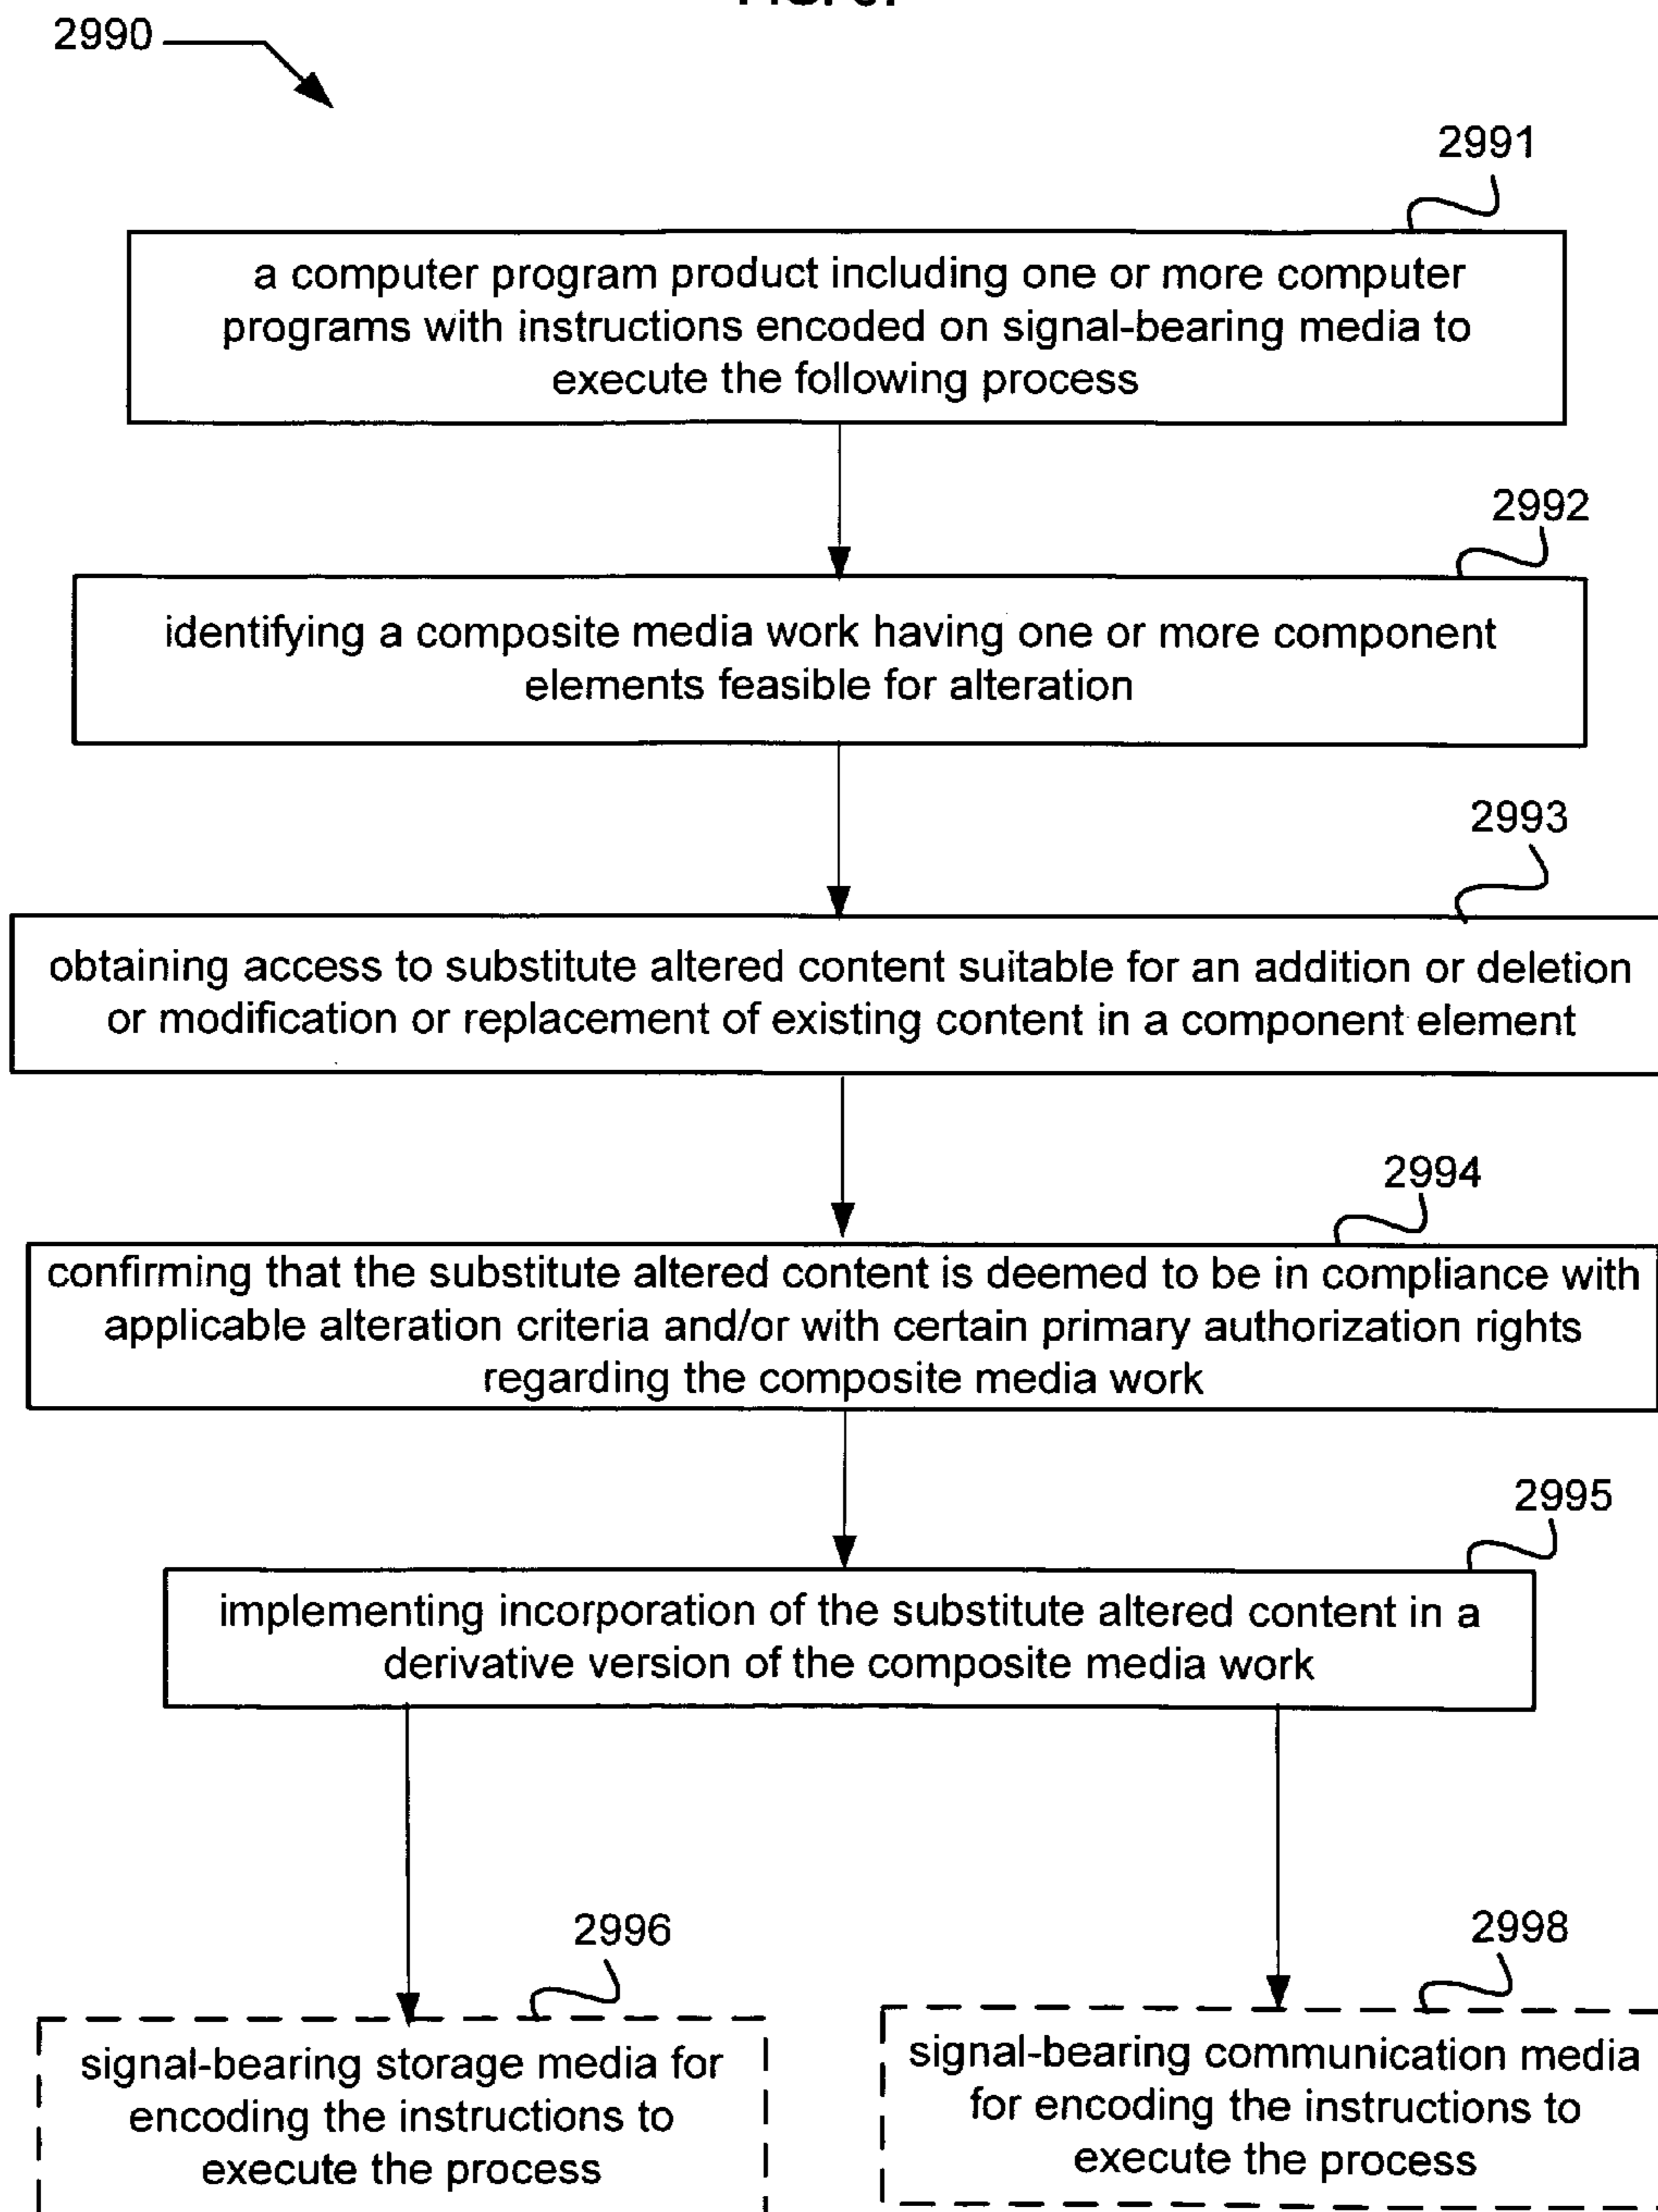 2990
2991
a computer program product including one or more computer
programs with instructions encoded on signal-bearing media to
execute the following process
2992
identifying a composite media work having one or more component
elements feasible for alteration
2993
obtaining access to substitute altered content suitable for an addition or deletion
or modification or replacement of existing content in a component element
2994
confirming that the substitute altered content is deemed to be in compliance with
applicable alteration criteria and/or with certain primary authorization rights
regarding the composite media work
2995
implementing incorporation of the substitute altered content in a
derivative version of the composite media work
2996
signal-bearing storage media for
encoding the instructions to
execute the process
2998
signal-bearing communication media
for encoding the instructions to
execute the process